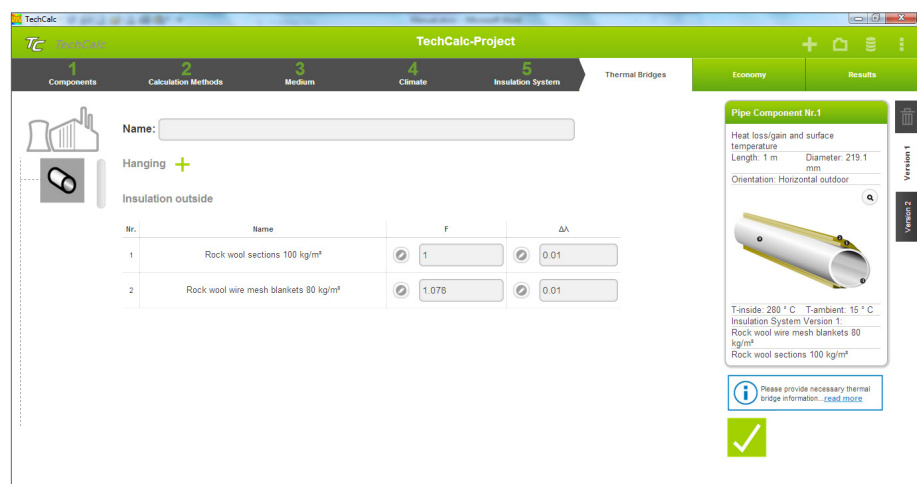 TechCalc
TC TechCalc
TechCalc-Project
1
Components
2
Calculation Methods
3
Medium
4
Climate
5
Insulation System
Thermal Bridges
Economy
Results
Name:
Hanging
Insulation outside
Nr. Name F Δλ
1 Rock wool sections 100 kg/m³ 1 0.01
2 Rock wool wire mesh blankets 80 kg/m³ 1.078 0.01
Pipe Component Nr.1
Heat loss/gain and surface
temperature
Length: 1 m Diameter: 219.1
mm
Orientation: Horizontal outdoor
T-inside: 280 ° C T-ambient: 15 ° C
Insulation System Version 1:
Rock wool wire mesh blankets 80
kg/m³
Rock wool sections 100 kg/m³
Please provide necessary thermal
bridge information...read more
Version 1
Version 2